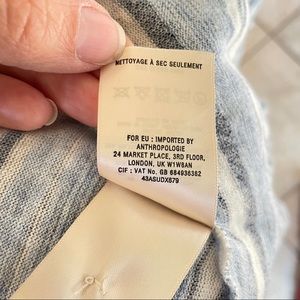 NETTOYAGE À SEC SEULEMENT
FOR EU : IMPORTED BY
ANTHROPOLOGIE
24 MARKET PLACE, 3RD FLOOR,
LONDON, UK W1W8AN
CIF : VAT No. GB 684936382
43ASUDX679